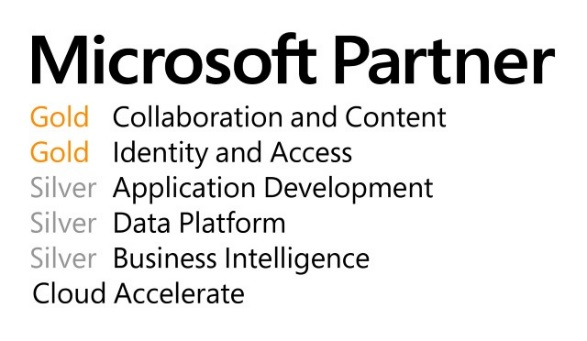 Microsoft Partner
Gold Collaboration and Content
Gold Identity and Access
Silver Application Development
Silver Data Platform
Silver Business Intelligence
Cloud Accelerate